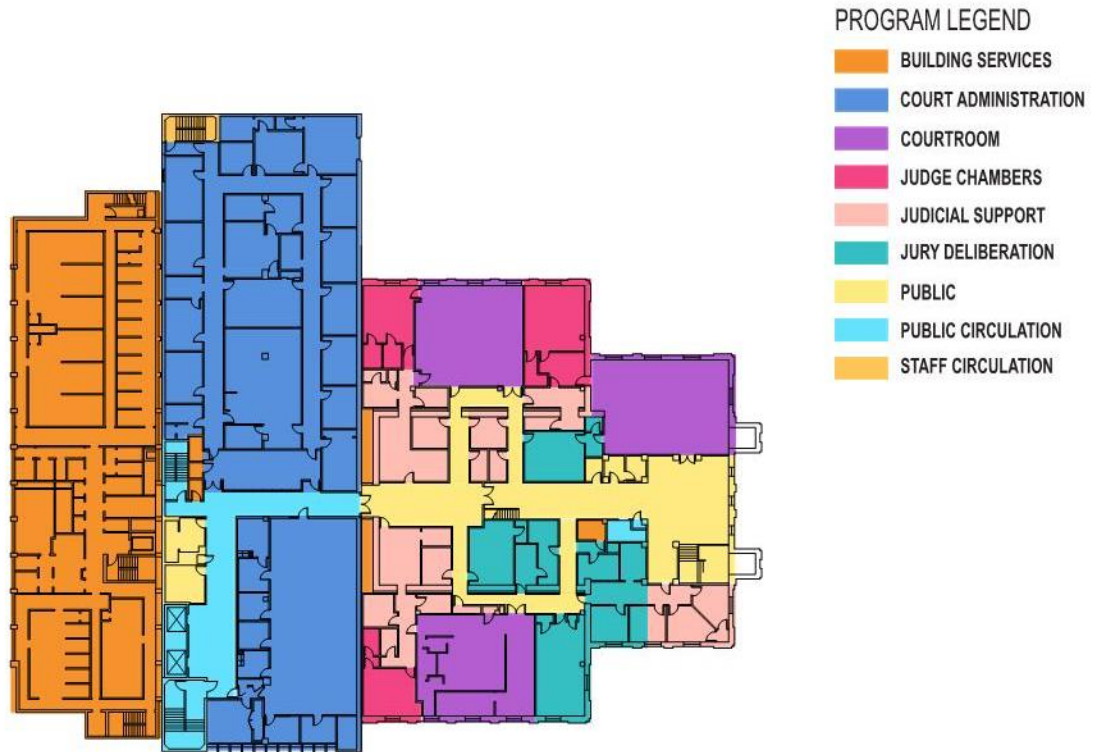 PROGRAM LEGEND
BUILDING SERVICES
COURT ADMINISTRATION
COURTROOM
JUDGE CHAMBERS
JUDICIAL SUPPORT
JURY DELIBERATION
PUBLIC
PUBLIC CIRCULATION
STAFF CIRCULATION